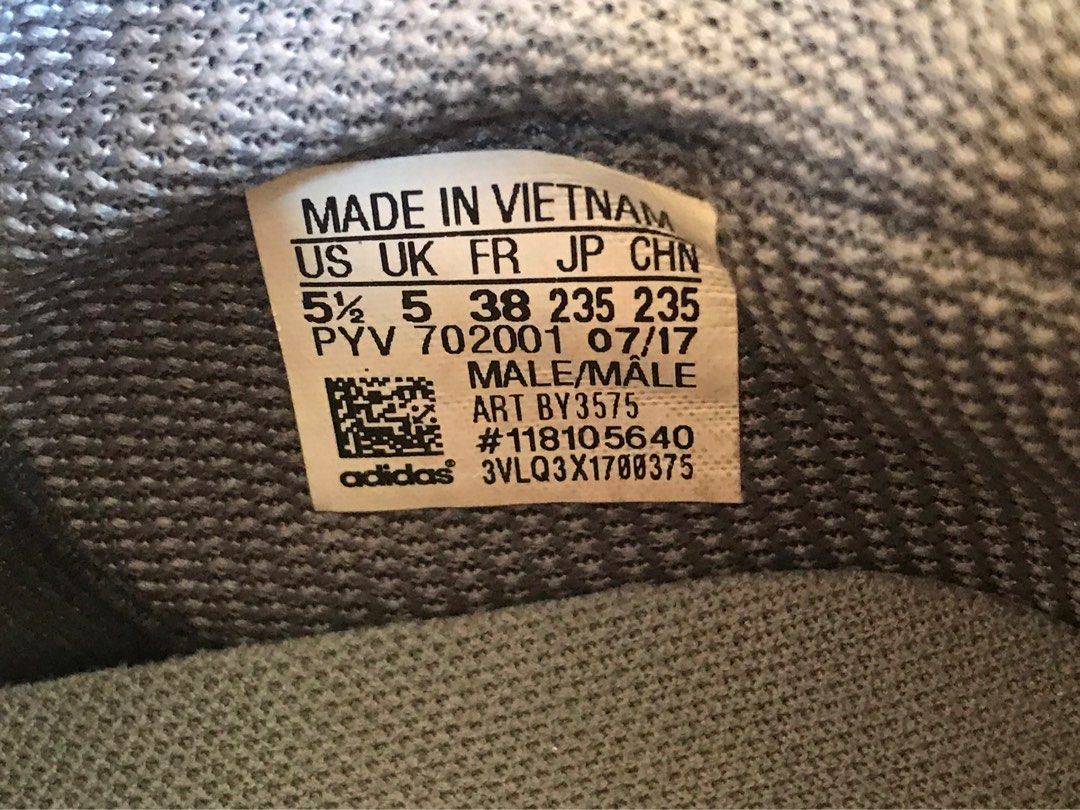 MADE IN VIETNAM
US UK FR JP CHN
5½ 5 38 235 235
PYV 702001 07/17
MALE/MÂLE
ART BY3575
#118105640
adidas® 3VLQ3X1700375